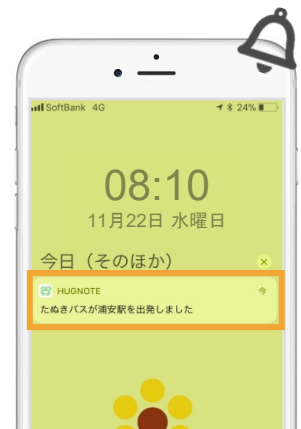 SoftBank 4G 24%
08:10
11月22日 水曜日
今日（そのほか）
HUGNOTE 今
たぬきバスが浦安駅を出発しました